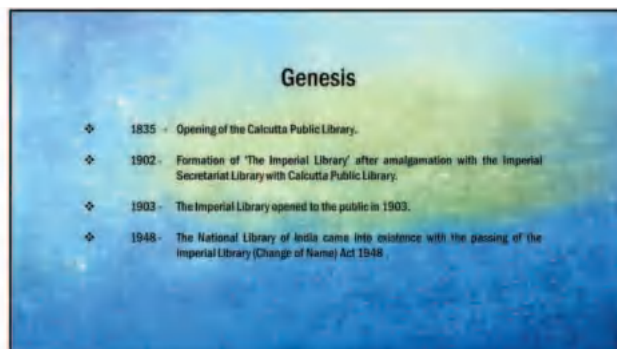 Genesis
❖ 1835 - Opening of the Calcutta Public Library.
❖ 1902 - Formation of 'The Imperial Library' after amalgamation with the Imperial
Secretariat Library with Calcutta Public Library.
❖ 1903 - The Imperial Library opened to the public in 1903.
❖ 1948 - The National Library of India came into existence with the passing of the
Imperial Library (Change of Name) Act 1948